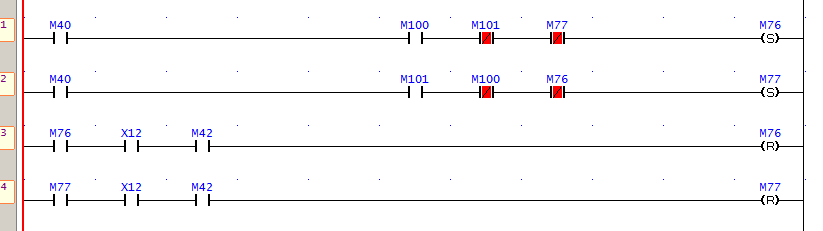 M40 M100 M101 M77 M76
1 (S)
M40 M101 M100 M76 M77
2 (S)
M76 X12 M42 M76
3 (R)
M77 X12 M42 M77
4 (R)